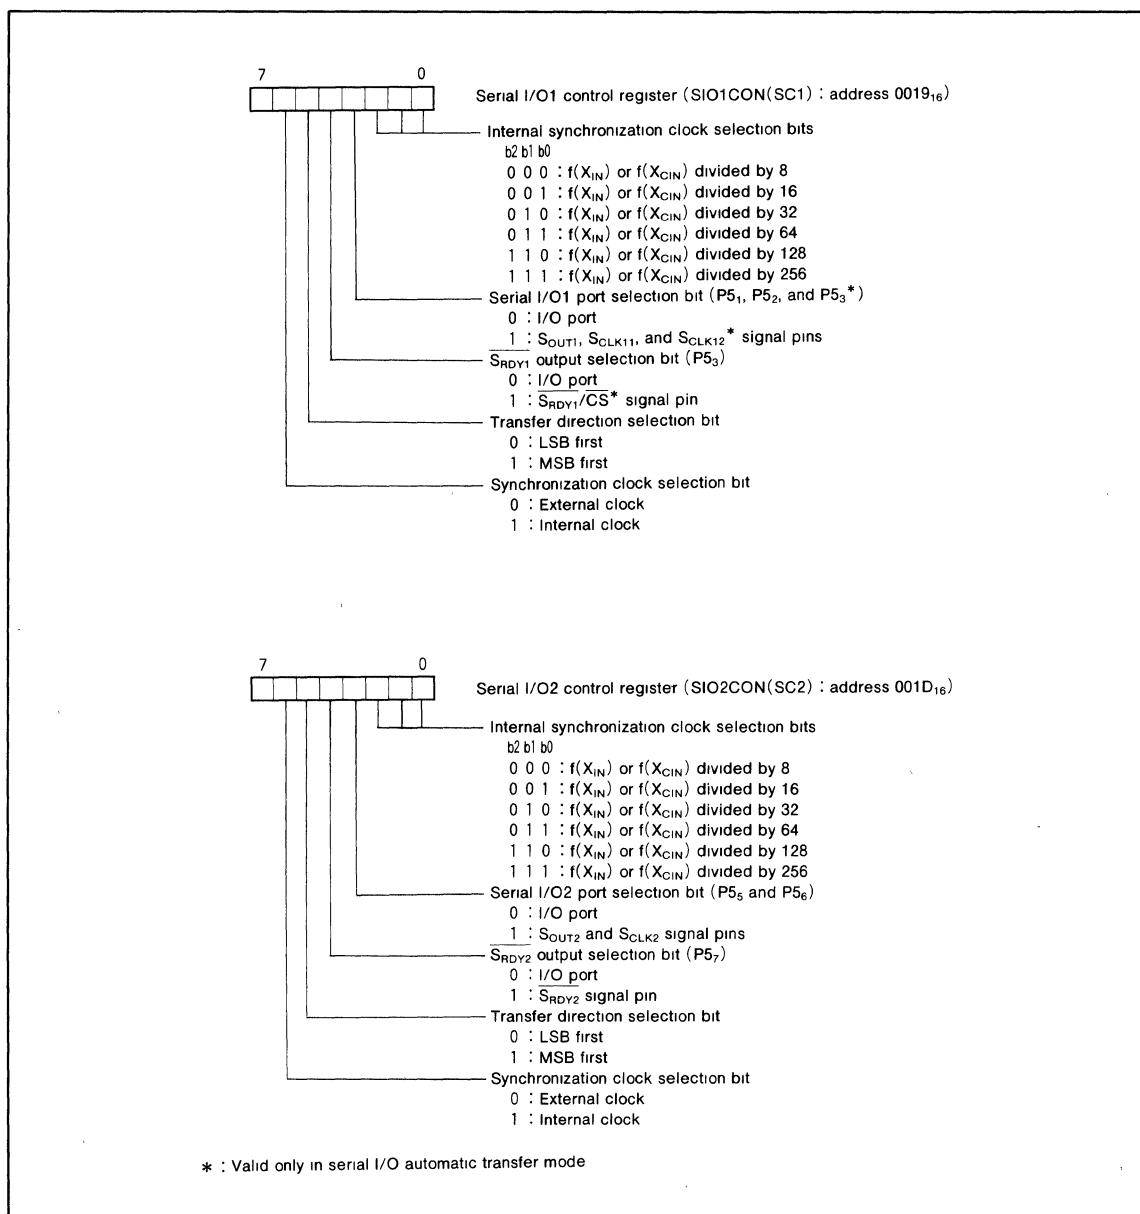 7 0
Serial I/O1 control register (SIO1CON(SC1) : address 0019₁₆)
Internal synchronization clock selection bits
b2 b1 b0
0 0 0 : f(X_IN) or f(X_CIN) divided by 8
0 0 1 : f(X_IN) or f(X_CIN) divided by 16
0 1 0 : f(X_IN) or f(X_CIN) divided by 32
0 1 1 : f(X_IN) or f(X_CIN) divided by 64
1 1 0 : f(X_IN) or f(X_CIN) divided by 128
1 1 1 : f(X_IN) or f(X_CIN) divided by 256
Serial I/O1 port selection bit (P5₁, P5₂, and P5₃*)
0 : I/O port
1 : S_OUT1, S_CLK11, and S_CLK12* signal pins
S̅_RDY1 output selection bit (P5₃)
0 : I/O port
1 : S̅_RDY1/C̅S̅* signal pin
Transfer direction selection bit
0 : LSB first
1 : MSB first
Synchronization clock selection bit
0 : External clock
1 : Internal clock
7 0
Serial I/O2 control register (SIO2CON(SC2) : address 001D₁₆)
Internal synchronization clock selection bits
b2 b1 b0
0 0 0 : f(X_IN) or f(X_CIN) divided by 8
0 0 1 : f(X_IN) or f(X_CIN) divided by 16
0 1 0 : f(X_IN) or f(X_CIN) divided by 32
0 1 1 : f(X_IN) or f(X_CIN) divided by 64
1 1 0 : f(X_IN) or f(X_CIN) divided by 128
1 1 1 : f(X_IN) or f(X_CIN) divided by 256
Serial I/O2 port selection bit (P5₅ and P5₆)
0 : I/O port
1 : S_OUT2 and S_CLK2 signal pins
S̅_RDY2 output selection bit (P5₇)
0 : I/O port
1 : S̅_RDY2 signal pin
Transfer direction selection bit
0 : LSB first
1 : MSB first
Synchronization clock selection bit
0 : External clock
1 : Internal clock
* : Valid only in serial I/O automatic transfer mode